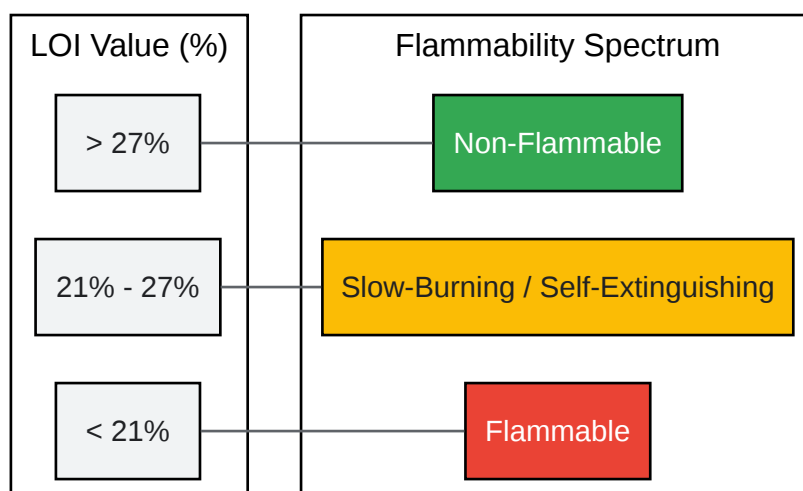 LOI Value (%)
Flammability Spectrum
> 27%
Non-Flammable
21% - 27%
Slow-Burning / Self-Extinguishing
< 21%
Flammable